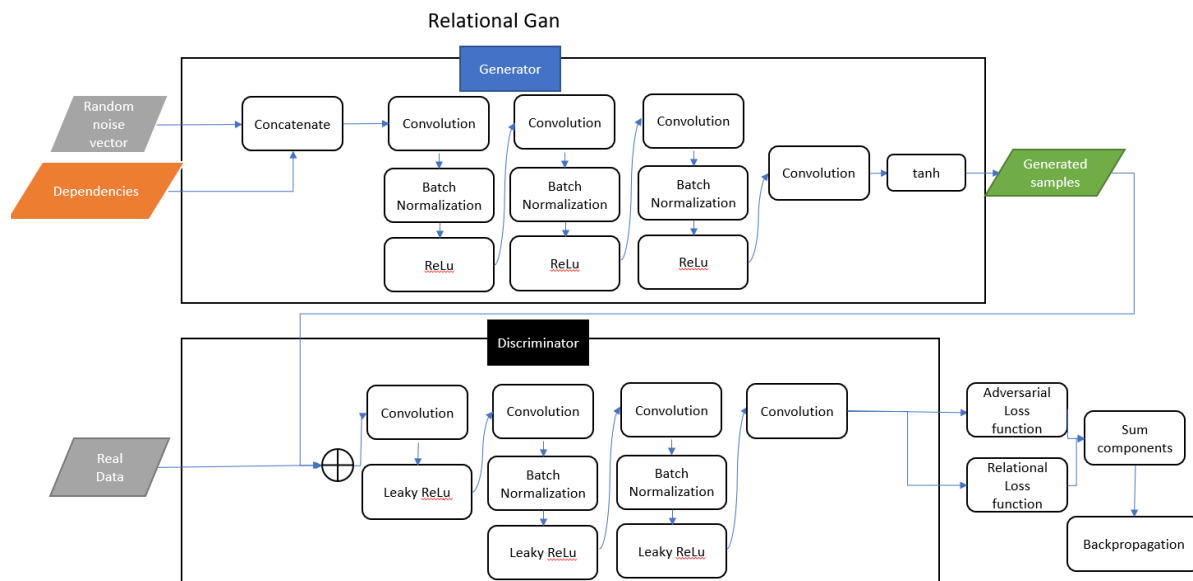 Relational Gan
Generator
Random
noise
vector
Dependencies
Concatenate
Convolution
Batch
Normalization
ReLu
Convolution
Batch
Normalization
ReLu
Convolution
Batch
Normalization
ReLu
Convolution
tanh
Generated
samples
Discriminator
Real
Data
Convolution
Leaky ReLu
Convolution
Batch
Normalization
Leaky ReLu
Convolution
Batch
Normalization
Leaky ReLu
Convolution
Adversarial
Loss
function
Relational
Loss
function
Sum
components
Backpropagation